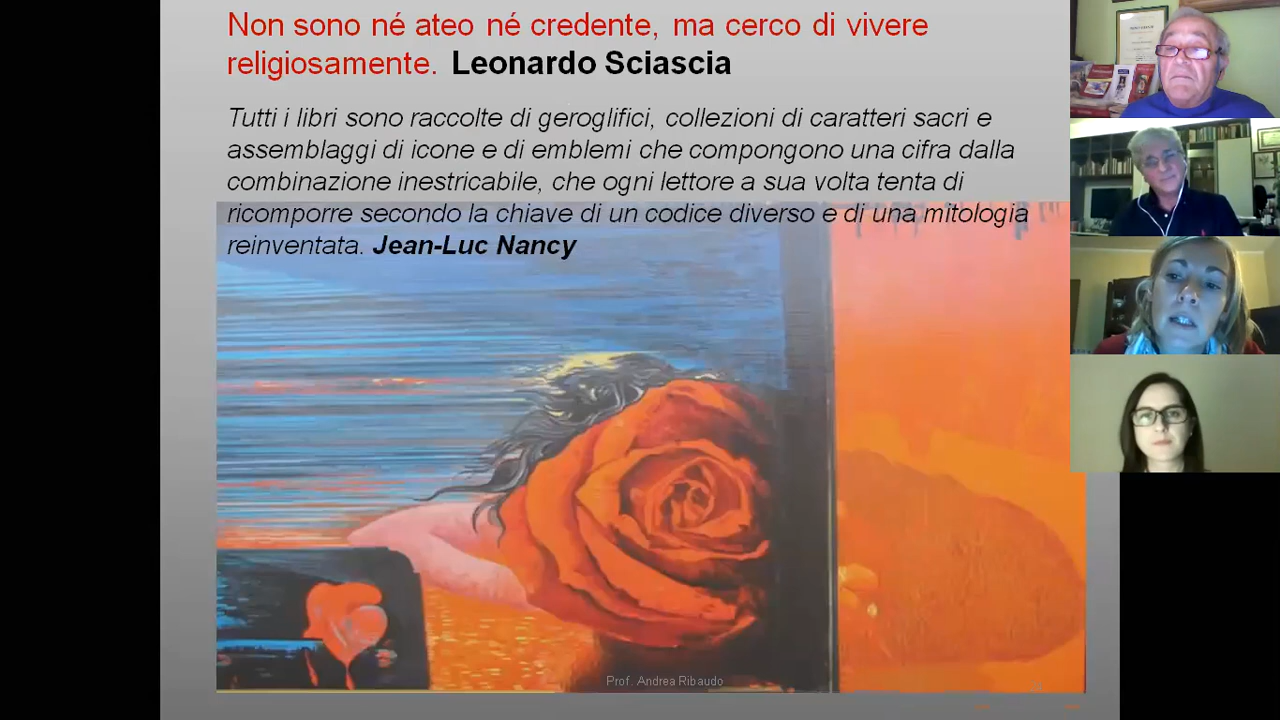 Non sono né ateo né credente, ma cerco di vivere
religiosamente. Leonardo Sciascia
Tutti i libri sono raccolte di geroglifici, collezioni di caratteri sacri e
assemblaggi di icone e di emblemi che compongono una cifra dalla
combinazione inestricabile, che ogni lettore a sua volta tenta di
ricomporre secondo la chiave di un codice diverso e di una mitologia
reinventata. Jean-Luc Nancy
Prof. Andrea Ribaudo